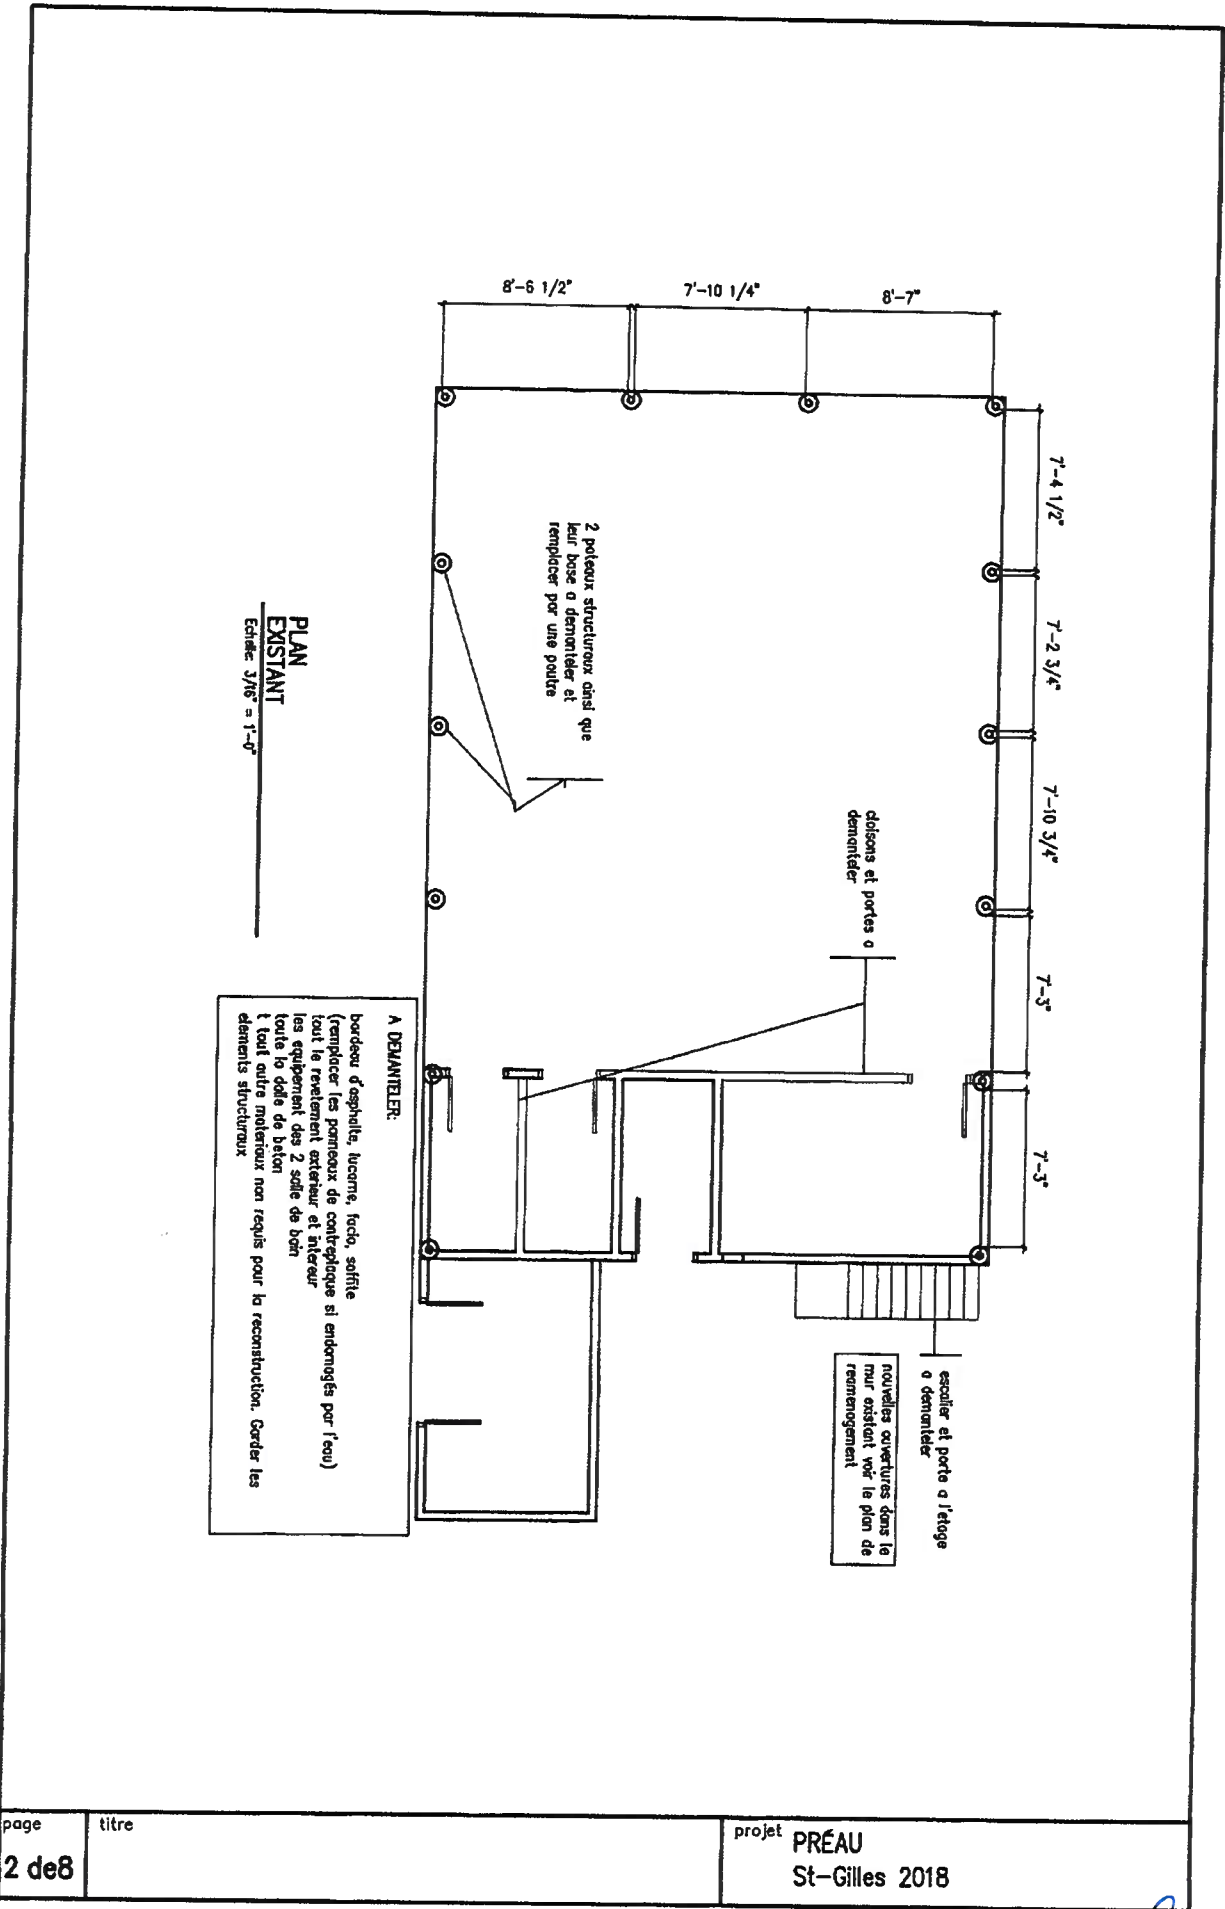 8'-6 1/2"
7'-10 1/4"
8'-7"
7'-4 1/2"
7'-2 3/4"
7'-10 3/4"
7'-3"
7'-3"
2 poteaux structuraux ainsi que
leur base a demanteler et
remplacer par une poutre
cloisons et portes a
demanteler
PLAN
EXISTANT
Echelle: 3/16" = 1'-0"
A DEMANTELER:
bardeau d'asphalte, lucarne, facia, soffite
(remplacer les panneaux de contreplaque si endomagés par l'eau)
tout le revetement exterieur et intereur
les equipement des 2 salle de bain
toute la dalle de beton
t tout autre materiaux non requis pour la reconstruction. Garder les
elements structuraux
escalier et porte a l'etage
a demanteler
nouvelles ouvertures dans le
mur existant voir le plan de
reamenagement
page
2 de8
titre
projet
PRÉAU
St-Gilles 2018